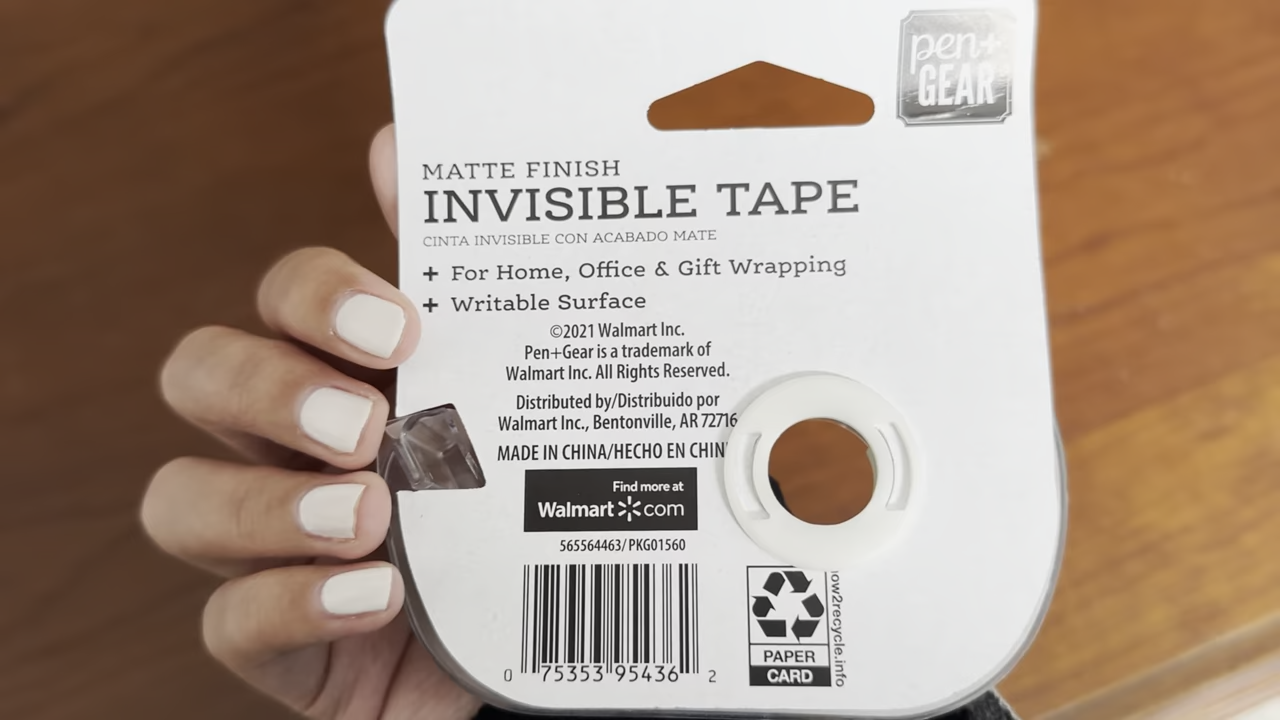 pen+
GEAR
MATTE FINISH
INVISIBLE TAPE
CINTA INVISIBLE CON ACABADO MATE
+ For Home, Office & Gift Wrapping
+ Writable Surface
©2021 Walmart Inc.
Pen+Gear is a trademark of
Walmart Inc. All Rights Reserved.
Distributed by/Distribuido por
Walmart Inc., Bentonville, AR 72716
MADE IN CHINA/HECHO EN CHIN
Find more at
Walmart com
565564463/PKG01560
0 75353 95436 2
PAPER
CARD
how2recycle.info